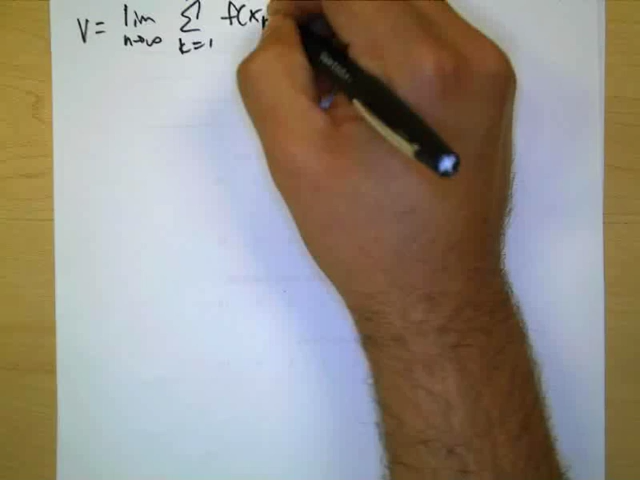 V = lim n→∞ n Σ k=1 f(x